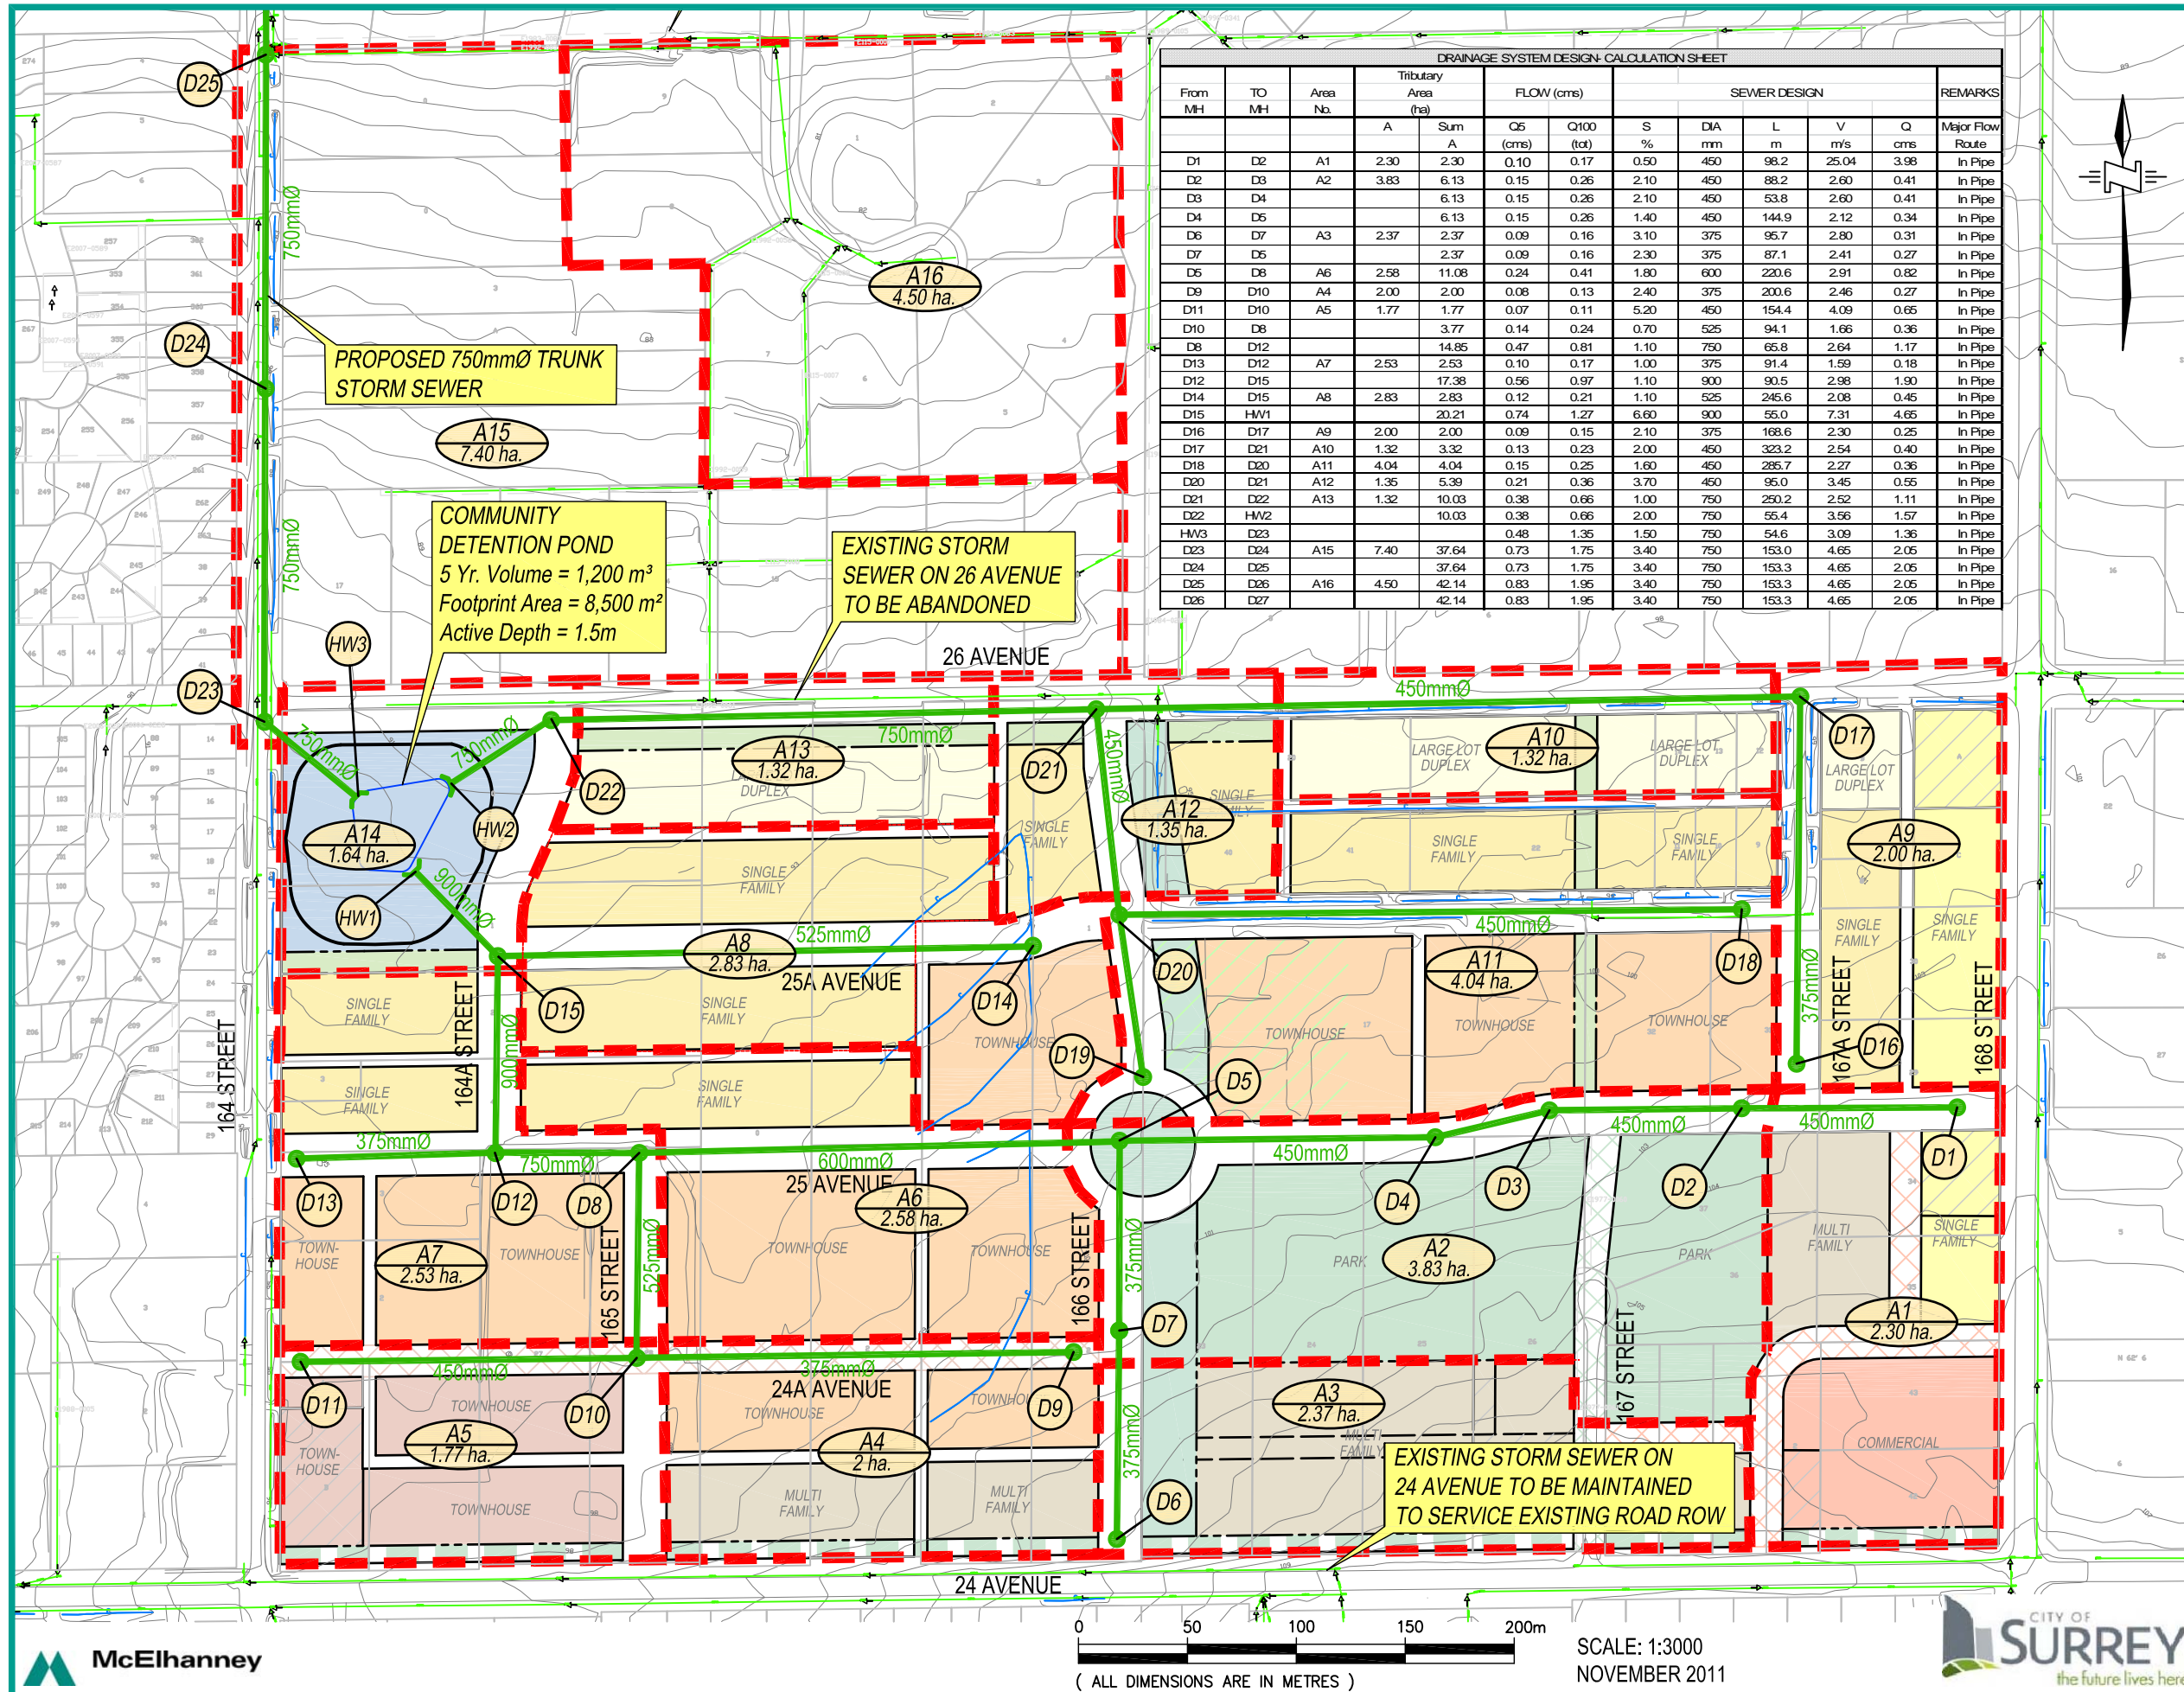 DRAINAGE SYSTEM DESIGN- CALCULATION SHEET
From MH TO MH Area No. Tributary Area (ha) FLOW (cms) SEWER DESIGN REMARKS
A Sum A Q5 (cms) Q100 (tot) S % DIA mm L m V m/s Q cms Major Flow Route
D1 D2 A1 2.30 2.30 0.10 0.17 0.50 450 98.2 25.04 3.98 In Pipe
D2 D3 A2 3.83 6.13 0.15 0.26 2.10 450 88.2 2.60 0.41 In Pipe
D3 D4 6.13 0.15 0.26 2.10 450 53.8 2.60 0.41 In Pipe
D4 D5 6.13 0.15 0.26 1.40 450 144.9 2.12 0.34 In Pipe
D6 D7 A3 2.37 2.37 0.09 0.16 3.10 375 95.7 2.80 0.31 In Pipe
D7 D5 2.37 0.09 0.16 2.30 375 87.1 2.41 0.27 In Pipe
D5 D8 A6 2.58 11.08 0.24 0.41 1.80 600 220.6 2.91 0.82 In Pipe
D9 D10 A4 2.00 2.00 0.08 0.13 2.40 375 200.6 2.46 0.27 In Pipe
D11 D10 A5 1.77 1.77 0.07 0.11 5.20 450 154.4 4.09 0.65 In Pipe
D10 D8 3.77 0.14 0.24 0.70 525 94.1 1.66 0.36 In Pipe
D8 D12 14.85 0.47 0.81 1.10 750 65.8 2.64 1.17 In Pipe
D13 D12 A7 2.53 2.53 0.10 0.17 1.00 375 91.4 1.59 0.18 In Pipe
D12 D15 17.38 0.56 0.97 1.10 900 90.5 2.98 1.90 In Pipe
D14 D15 A8 2.83 2.83 0.12 0.21 1.10 525 245.6 2.08 0.45 In Pipe
D15 HW1 20.21 0.74 1.27 6.60 900 55.0 7.31 4.65 In Pipe
D16 D17 A9 2.00 2.00 0.09 0.15 2.10 375 168.6 2.30 0.25 In Pipe
D17 D21 A10 1.32 3.32 0.13 0.23 2.00 450 323.2 2.54 0.40 In Pipe
D18 D20 A11 4.04 4.04 0.15 0.25 1.60 450 285.7 2.27 0.36 In Pipe
D20 D21 A12 1.35 5.39 0.21 0.36 3.70 450 95.0 3.45 0.55 In Pipe
D21 D22 A13 1.32 10.03 0.38 0.66 1.00 750 250.2 2.52 1.11 In Pipe
D22 HW2 10.03 0.38 0.66 2.00 750 55.4 3.56 1.57 In Pipe
HW3 D23 0.48 1.35 1.50 750 54.6 3.09 1.36 In Pipe
D23 D24 A15 7.40 37.64 0.73 1.75 3.40 750 153.0 4.65 2.05 In Pipe
D24 D25 37.64 0.73 1.75 3.40 750 153.3 4.65 2.05 In Pipe
D25 D26 A16 4.50 42.14 0.83 1.95 3.40 750 153.3 4.65 2.05 In Pipe
D26 D27 42.14 0.83 1.95 3.40 750 153.3 4.65 2.05 In Pipe
D25
750mmØ
A16
4.50 ha.
D24
PROPOSED 750mmØ TRUNK
STORM SEWER
A15
7.40 ha.
750mmØ
COMMUNITY
DETENTION POND
5 Yr. Volume = 1,200 m³
Footprint Area = 8,500 m²
Active Depth = 1.5m
EXISTING STORM
SEWER ON 26 AVENUE
TO BE ABANDONED
HW3
26 AVENUE
D23
450mmØ
750mmØ
750mmØ
750mmØ
A13
1.32 ha.
DUPLEX
D22
D21
450mmØ
A12
1.35 ha.
SINGLE
SINGLE
FAMILY
LARGE LOT
DUPLEX
A10
1.32 ha.
LARGE LOT
DUPLEX
D17
LARGE LOT
DUPLEX
A9
2.00 ha.
A14
1.64 ha.
HW2
HW1
900mmØ
SINGLE
FAMILY
SINGLE
FAMILY
SINGLE
FAMILY
525mmØ
A8
2.83 ha.
25A AVENUE
D14
450mmØ
D20
A11
4.04 ha.
D18
SINGLE
FAMILY
SINGLE
FAMILY
375mmØ
167A STREET
168 STREET
D15
SINGLE
FAMILY
SINGLE
FAMILY
164 STREET
164A STREET
900mmØ
TOWNHOUSE
D19
TOWNHOUSE
TOWNHOUSE
TOWNHOUSE
D16
SINGLE
FAMILY
SINGLE
FAMILY
D5
375mmØ
750mmØ
600mmØ
25 AVENUE
450mmØ
450mmØ
450mmØ
D1
D13
D12
D8
A6
2.58 ha.
D4
D3
D2
TOWN-
HOUSE
A7
2.53 ha.
TOWNHOUSE
165 STREET
525mmØ
TOWNHOUSE
TOWNHOUSE
166 STREET
375mmØ
PARK
A2
3.83 ha.
PARK
MULTI
FAMILY
SINGLE
FAMILY
A1
2.30 ha.
D7
167 STREET
450mmØ
375mmØ
24A AVENUE
D11
TOWNHOUSE
D10
TOWNHOUSE
D9
A3
2.37 ha.
MULTI
FAMILY
COMMERCIAL
TOWN-
HOUSE
A5
1.77 ha.
A4
2 ha.
375mmØ
TOWNHOUSE
MULTI
FAMILY
MULTI
FAMILY
D6
EXISTING STORM SEWER ON
24 AVENUE TO BE MAINTAINED
TO SERVICE EXISTING ROAD ROW
24 AVENUE
McElhanney
0 50 100 150 200m
( ALL DIMENSIONS ARE IN METRES )
SCALE: 1:3000
NOVEMBER 2011
CITY OF
SURREY
the future lives here